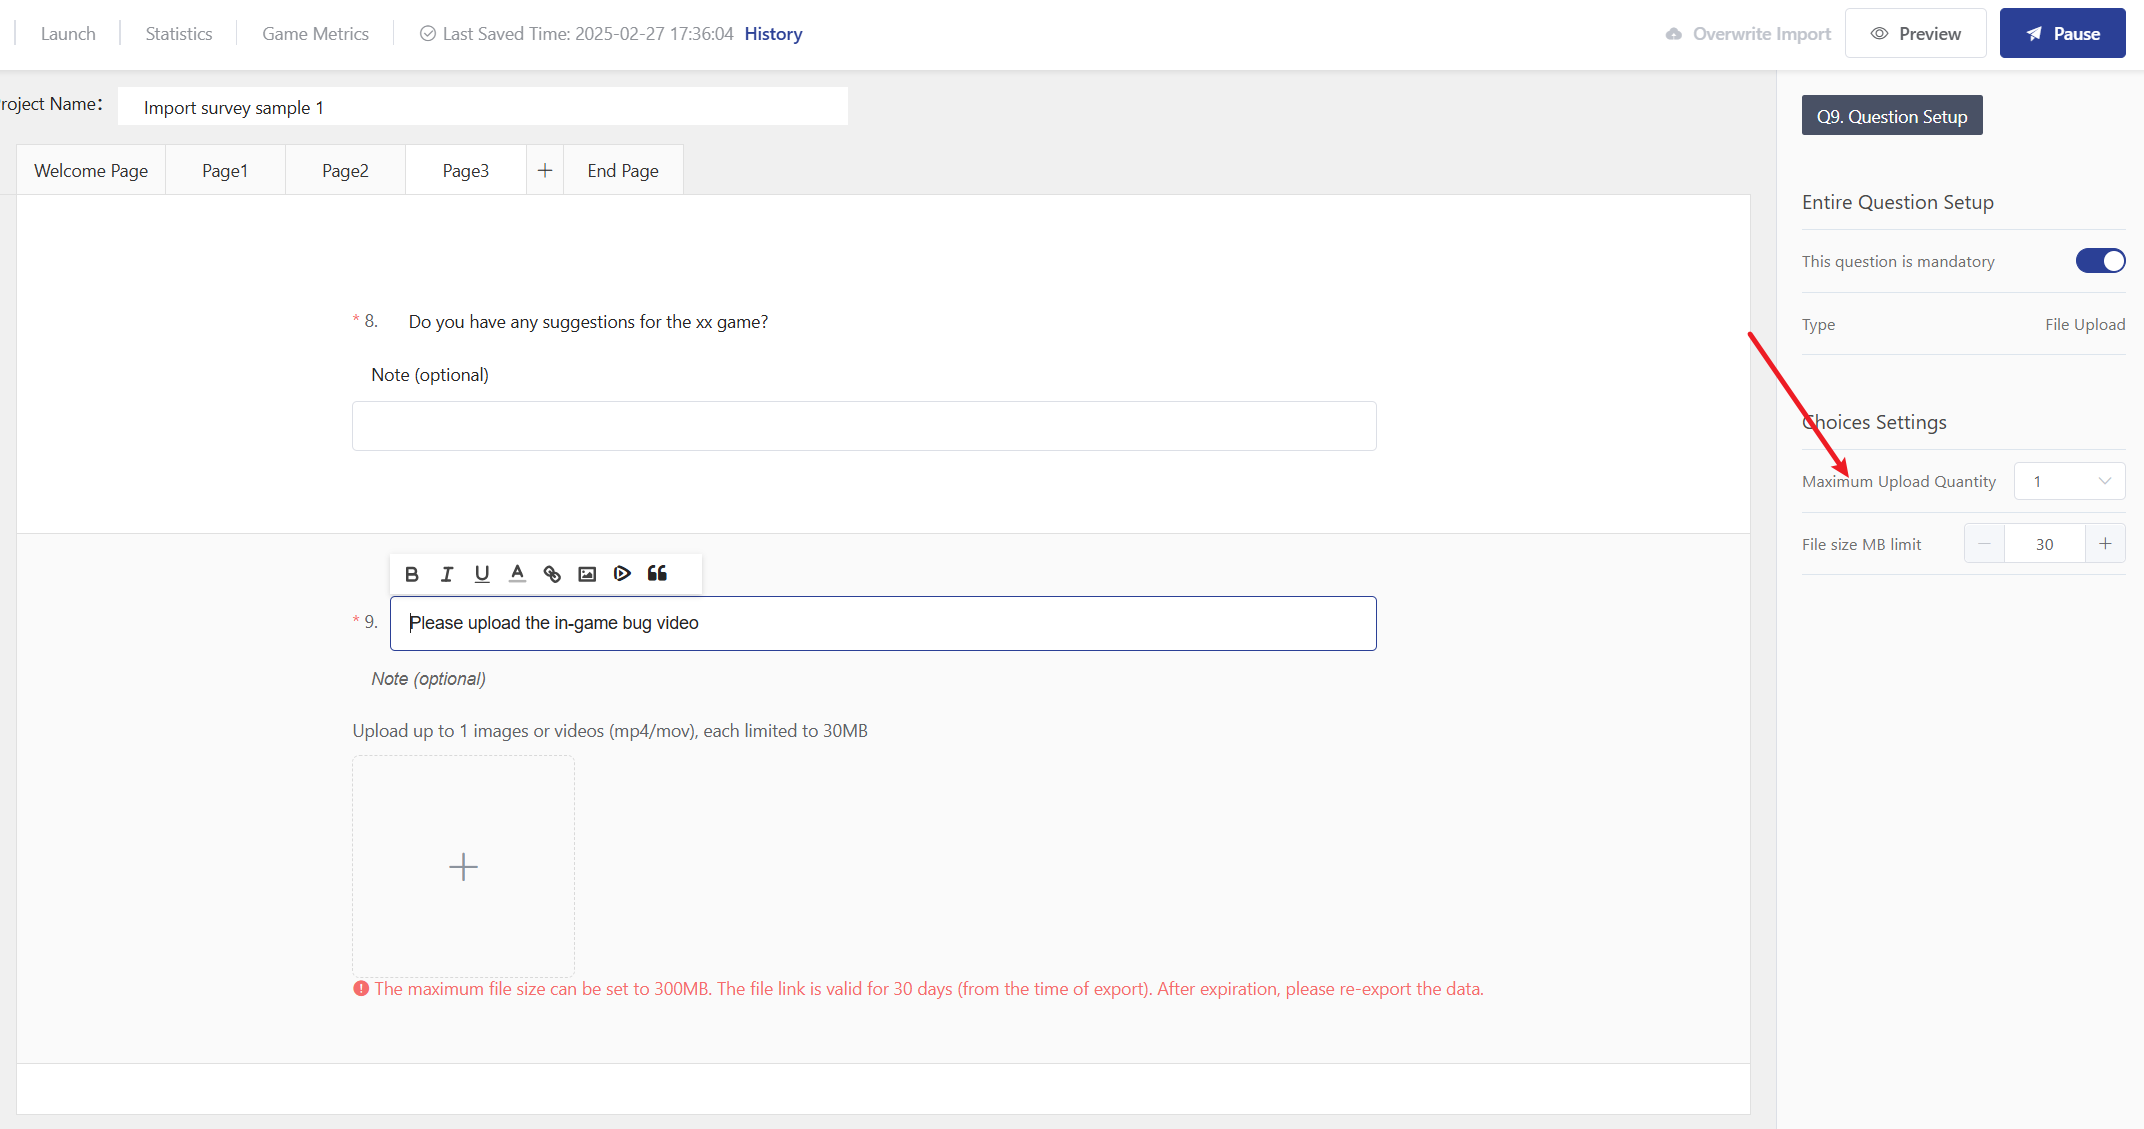 Launch
Statistics
Game Metrics
Last Saved Time: 2025-02-27 17:36:04 History
Overwrite Import
Preview
Pause
roject Name:
Import survey sample 1
Welcome Page
Page1
Page2
Page3
+
End Page
* 8. Do you have any suggestions for the xx game?
Note (optional)
B I U A
* 9. Please upload the in-game bug video
Note (optional)
Upload up to 1 images or videos (mp4/mov), each limited to 30MB
+
The maximum file size can be set to 300MB. The file link is valid for 30 days (from the time of export). After expiration, please re-export the data.
Q9. Question Setup
Entire Question Setup
This question is mandatory
Type File Upload
Choices Settings
Maximum Upload Quantity 1
File size MB limit − 30 +